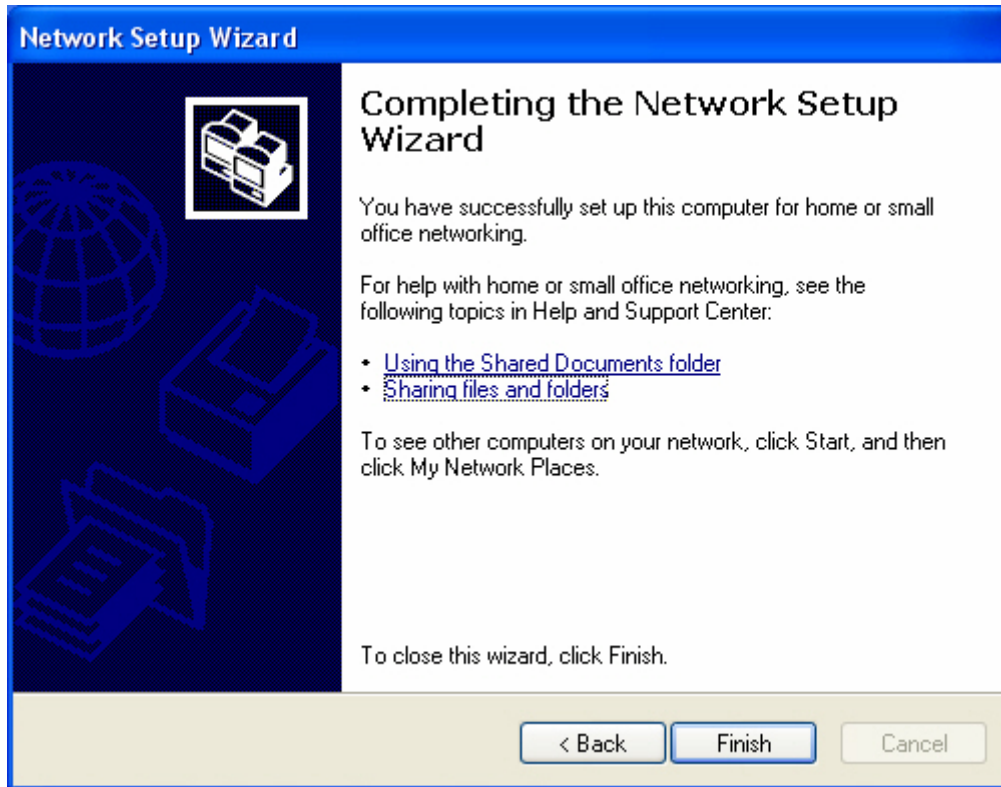 Network Setup Wizard
Completing the Network Setup
Wizard
You have successfully set up this computer for home or small
office networking.
For help with home or small office networking, see the
following topics in Help and Support Center:
• Using the Shared Documents folder
• Sharing files and folders
To see other computers on your network, click Start, and then
click My Network Places.
To close this wizard, click Finish.
< Back Finish Cancel